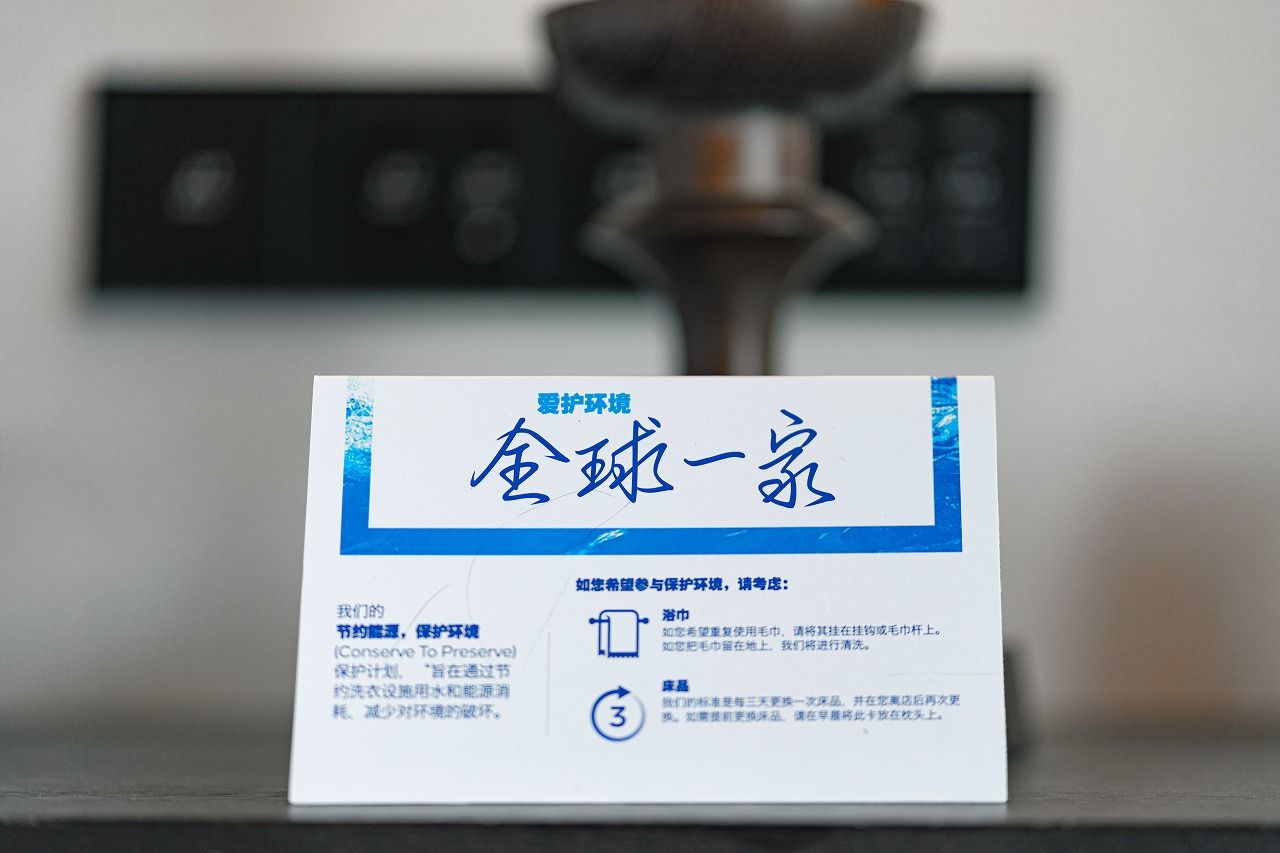 爱护环境
全球一家
我们的
节约能源，保护环境
(Conserve To Preserve)
保护计划、“旨在通过节
约洗衣设施用水和能源消
耗，减少对环境的破坏。
如您希望参与保护环境，请考虑：
浴巾
如您希望重复使用毛巾，请将其挂在挂钩或毛巾杆上。
如您把毛巾留在地上，我们将进行清洗。
3
床品
我们的标准是每三天更换一次床品，并在您离店后再次更
换。如需提前更换床品，请在早晨将此卡放在枕头上。